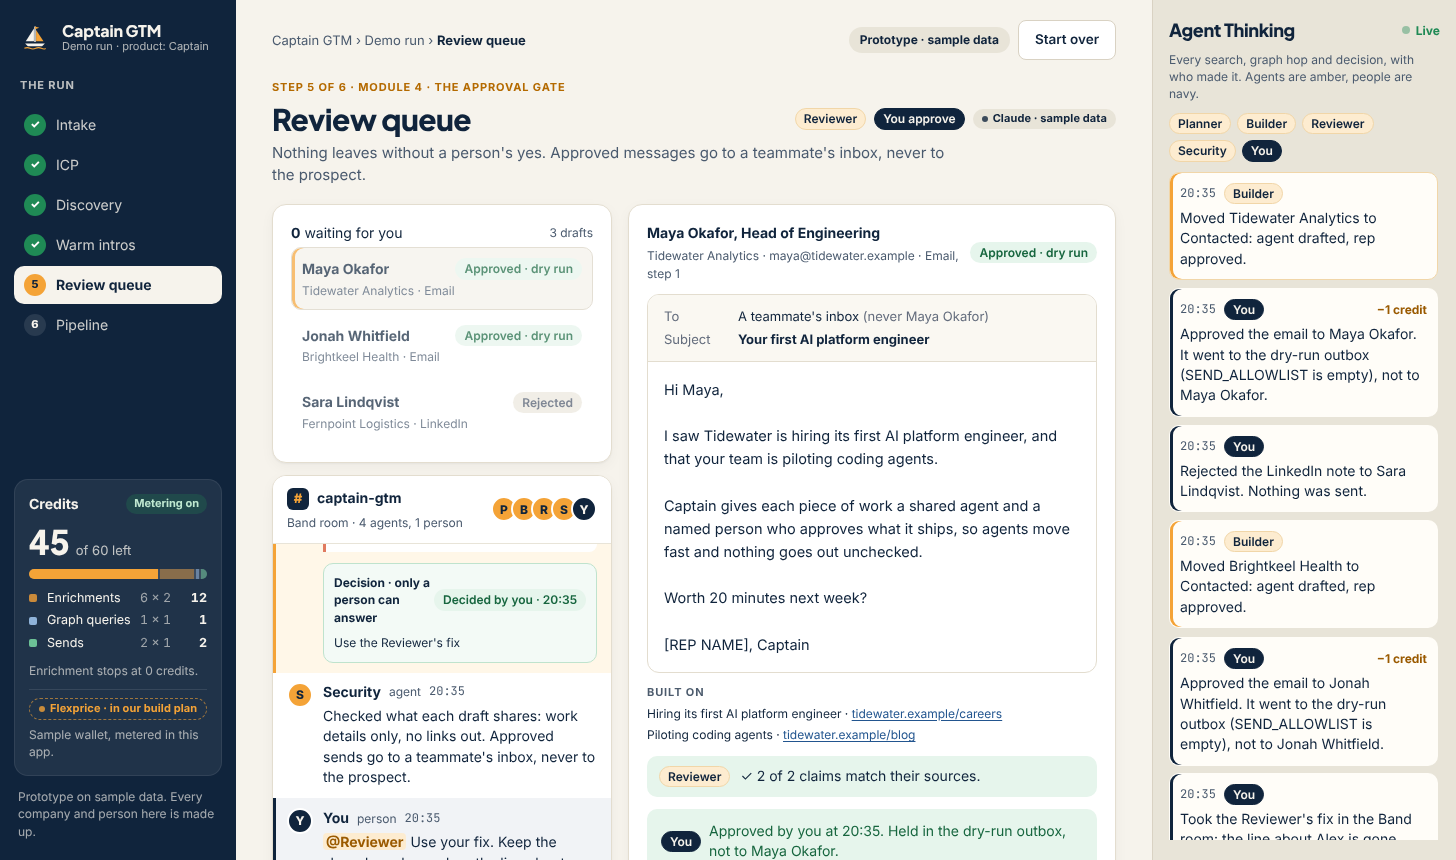 Captain GTM
Demo run · product: Captain
THE RUN
Intake
ICP
Discovery
Warm intros
5 Review queue
6 Pipeline
Credits
Metering on
45 of 60 left
Enrichments 6 × 2 12
Graph queries 1 × 1 1
Sends 2 × 1 2
Enrichment stops at 0 credits.
Flexprice · in our build plan
Sample wallet, metered in this
app.
Prototype on sample data. Every
company and person here is made
up.
Captain GTM › Demo run › Review queue
Prototype · sample data
Start over
STEP 5 OF 6 · MODULE 4 · THE APPROVAL GATE
Review queue
Reviewer
You approve
Claude · sample data
Nothing leaves without a person's yes. Approved messages go to a teammate's inbox, never to
the prospect.
0 waiting for you
3 drafts
Maya Okafor
Approved · dry run
Tidewater Analytics · Email
Jonah Whitfield
Approved · dry run
Brightkeel Health · Email
Sara Lindqvist
Rejected
Fernpoint Logistics · LinkedIn
# captain-gtm
Band room · 4 agents, 1 person
P B R S Y
Decision · only a
person can
answer
Decided by you · 20:35
Use the Reviewer's fix
S
Security agent 20:35
Checked what each draft shares: work
details only, no links out. Approved
sends go to a teammate's inbox, never to
the prospect.
Y
You person 20:35
@Reviewer Use your fix. Keep the
Maya Okafor, Head of Engineering
Tidewater Analytics · maya@tidewater.example · Email,
step 1
Approved · dry run
To A teammate's inbox (never Maya Okafor)
Subject Your first AI platform engineer
Hi Maya,
I saw Tidewater is hiring its first AI platform engineer, and
that your team is piloting coding agents.
Captain gives each piece of work a shared agent and a
named person who approves what it ships, so agents move
fast and nothing goes out unchecked.
Worth 20 minutes next week?
[REP NAME], Captain
BUILT ON
Hiring its first AI platform engineer · tidewater.example/careers
Piloting coding agents · tidewater.example/blog
Reviewer ✓ 2 of 2 claims match their sources.
You
Approved by you at 20:35. Held in the dry-run outbox,
not to Maya Okafor.
Agent Thinking
Live
Every search, graph hop and decision, with
who made it. Agents are amber, people are
navy.
Planner Builder Reviewer
Security You
20:35 Builder
Moved Tidewater Analytics to
Contacted: agent drafted, rep
approved.
20:35 You −1 credit
Approved the email to Maya Okafor.
It went to the dry-run outbox
(SEND_ALLOWLIST is empty), not to
Maya Okafor.
20:35 You
Rejected the LinkedIn note to Sara
Lindqvist. Nothing was sent.
20:35 Builder
Moved Brightkeel Health to
Contacted: agent drafted, rep
approved.
20:35 You −1 credit
Approved the email to Jonah
Whitfield. It went to the dry-run
outbox (SEND_ALLOWLIST is
empty), not to Jonah Whitfield.
20:35 You
Took the Reviewer's fix in the Band
room: the line about Alex is gone